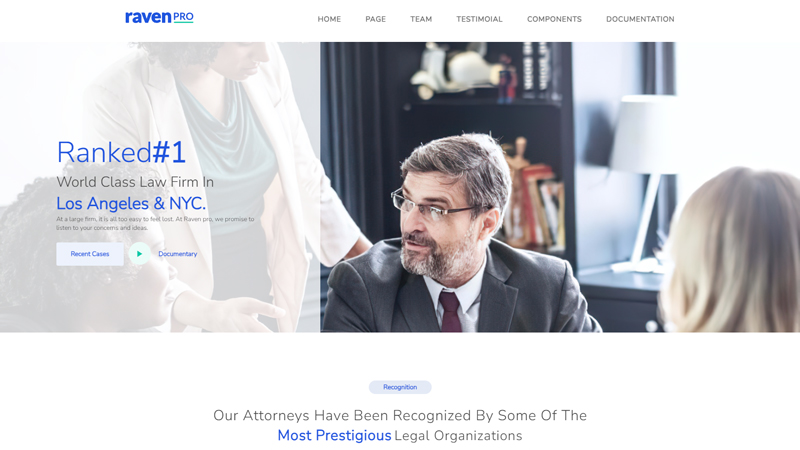 raven PRO
HOME PAGE TEAM TESTIMOIAL COMPONENTS DOCUMENTATION
Ranked#1
World Class Law Firm In
Los Angeles & NYC.
At a large firm, it is all too easy to feel lost. At Raven pro, we promise to
listen to your concerns and ideas.
Recent Cases Documentary
Recognition
Our Attorneys Have Been Recognized By Some Of The
Most Prestigious Legal Organizations